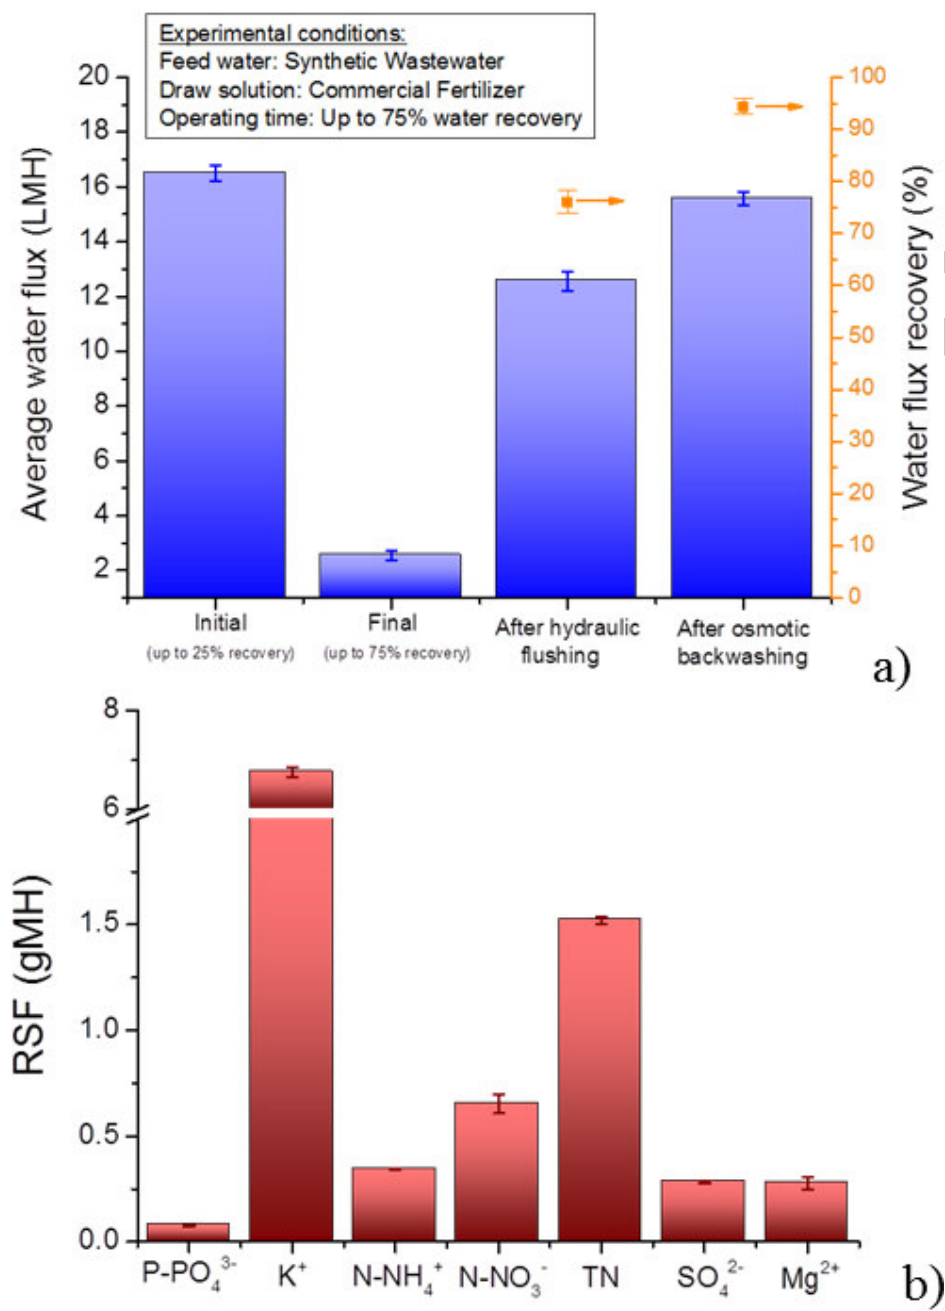 Experimental conditions:
Feed water: Synthetic Wastewater
Draw solution: Commercial Fertilizer
Operating time: Up to 75% water recovery
Average water flux (LMH)
20
18
16
14
12
10
8
6
4
2
100
90
80
70
60
50
40
30
20
10
0
Water flux recovery (%)
Initial
(up to 25% recovery)
Final
(up to 75% recovery)
After hydraulic
flushing
After osmotic
backwashing
a)
RSF (gMH)
8
6
1.5
1.0
0.5
0.0
P-PO₄³⁻
K⁺
N-NH₄⁺
N-NO₃⁻
TN
SO₄²⁻
Mg²⁺
b)